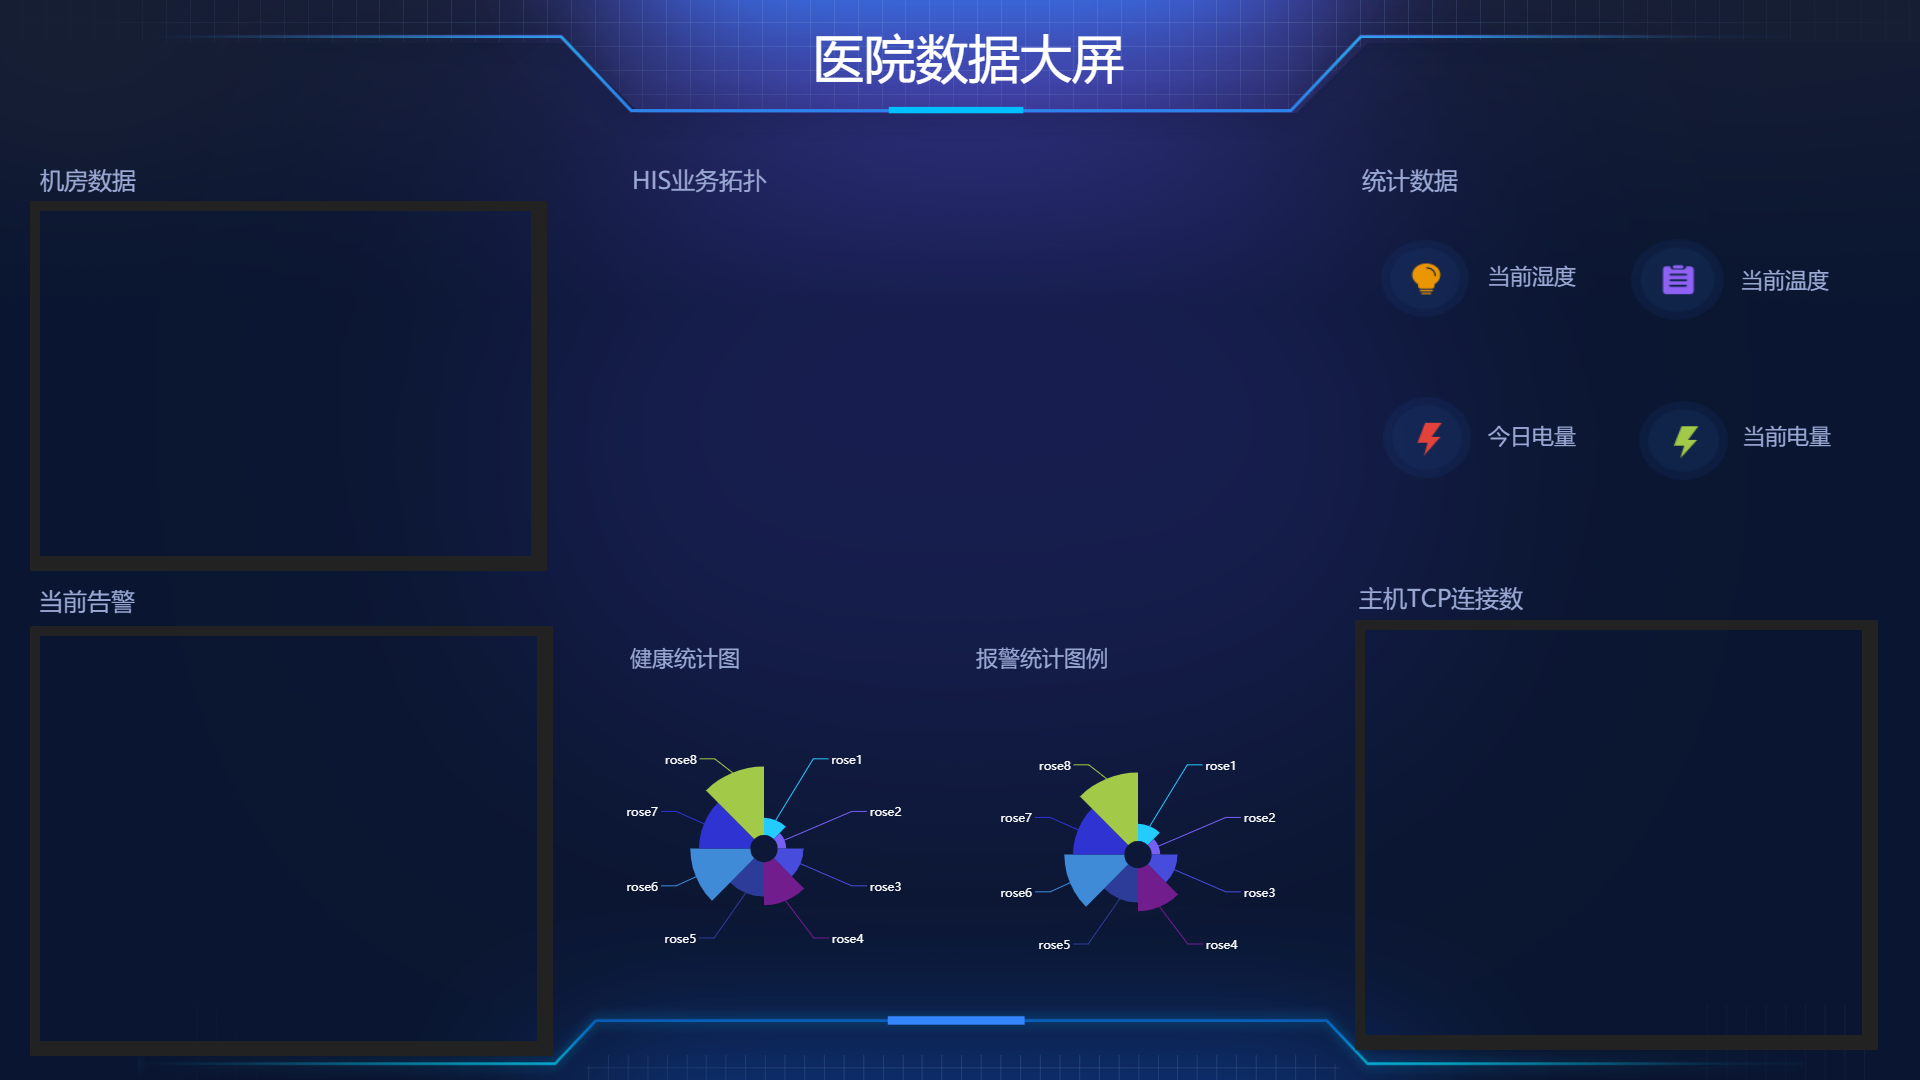 医院数据大屏
机房数据
HIS业务拓扑
统计数据
当前湿度
当前温度
今日电量
当前电量
当前告警
主机TCP连接数
健康统计图
报警统计图例
rose8
rose1
rose7
rose2
rose6
rose3
rose5
rose4
rose8
rose1
rose7
rose2
rose6
rose3
rose5
rose4